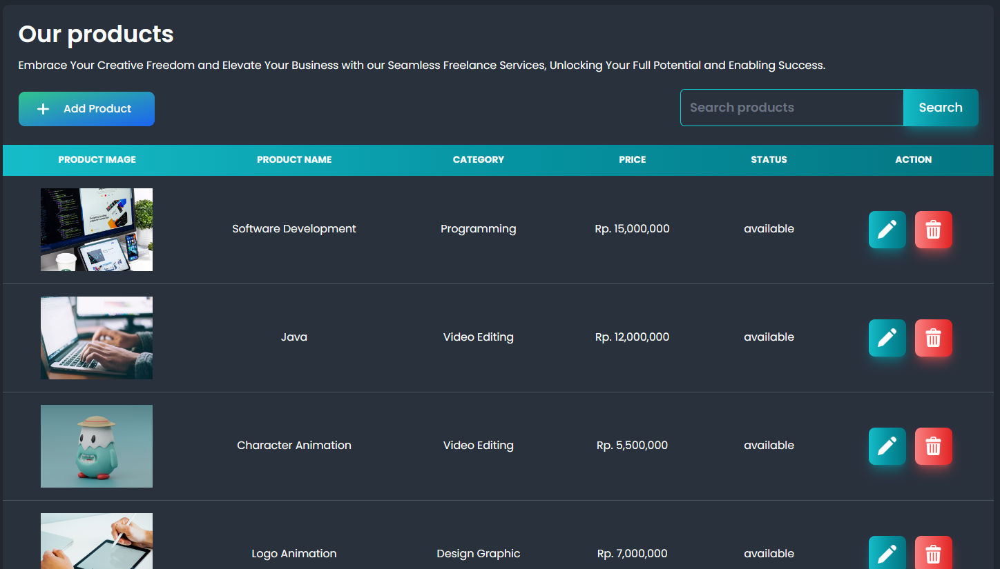 Our products
Embrace Your Creative Freedom and Elevate Your Business with our Seamless Freelance Services, Unlocking Your Full Potential and Enabling Success.
Add Product
Search products Search
PRODUCT IMAGE PRODUCT NAME CATEGORY PRICE STATUS ACTION
Software Development Programming Rp. 15,000,000 available
Java Video Editing Rp. 12,000,000 available
Character Animation Video Editing Rp. 5,500,000 available
Logo Animation Design Graphic Rp. 7,000,000 available